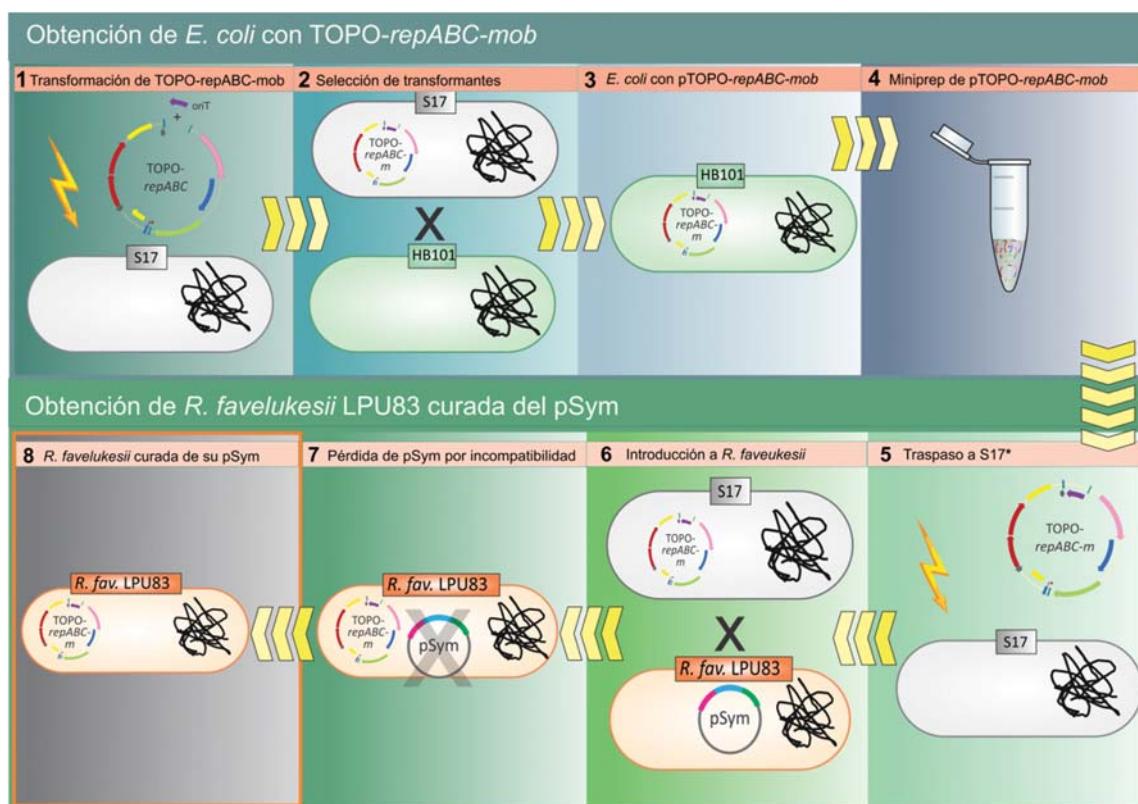 Obtención de E. coli con TOPO-repABC-mob
1 Transformación de TOPO-repABC-mob
oriT
+
TOPO-
repABC
S17
2 Selección de transformantes
S17
TOPO-
repABC-
m
X
HB101
3 E. coli con pTOPO-repABC-mob
HB101
TOPO-
repABC-
m
4 Miniprep de pTOPO-repABC-mob
Obtención de R. favelukesii LPU83 curada del pSym
8 R. favelukesii curada de su pSym
R. fav. LPU83
TOPO-
repABC-
m
7 Pérdida de pSym por incompatibilidad
R. fav. LPU83
TOPO-
repABC-
m
pSym
X
6 Introducción a R. faveukesii
S17
TOPO-
repABC-
m
X
R. fav. LPU83
pSym
5 Traspaso a S17*
TOPO-
repABC-m
S17